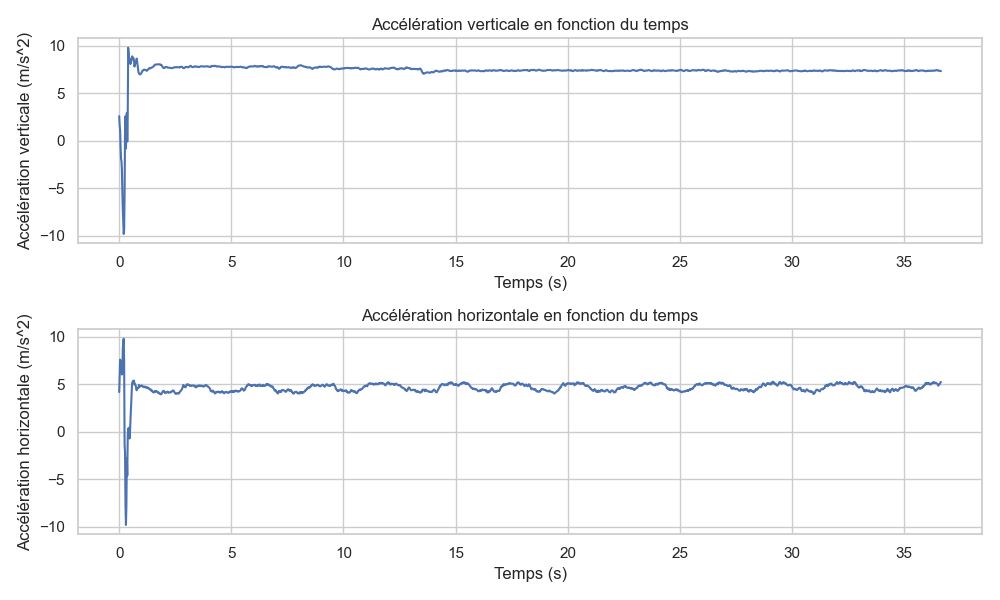 Accélération verticale en fonction du temps
Accélération verticale (m/s^2)
10
5
0
−5
−10
0 5 10 15 20 25 30 35
Temps (s)
Accélération horizontale en fonction du temps
Accélération horizontale (m/s^2)
10
5
0
−5
−10
0 5 10 15 20 25 30 35
Temps (s)